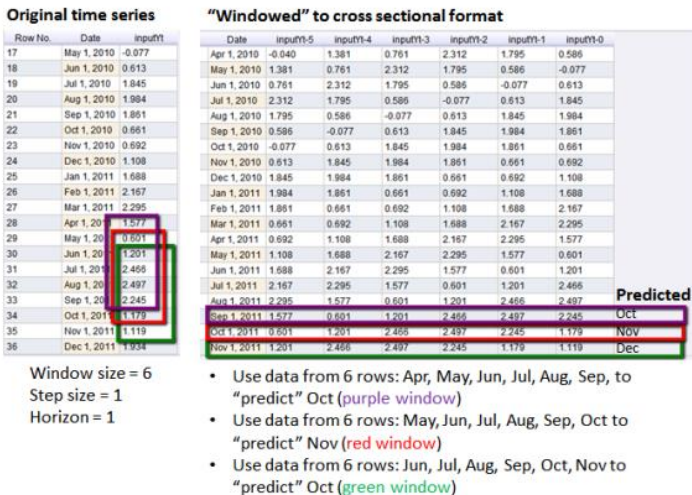 Original time series
Row No. Date inputYt
17 May 1, 2010 -0.077
18 Jun 1, 2010 0.613
19 Jul 1, 2010 1.845
20 Aug 1, 2010 1.984
21 Sep 1, 2010 1.861
22 Oct 1, 2010 0.661
23 Nov 1, 2010 0.692
24 Dec 1, 2010 1.108
25 Jan 1, 2011 1.688
26 Feb 1, 2011 2.167
27 Mar 1, 2011 2.295
28 Apr 1, 201 1.577
29 May 1, 20 0.601
30 Jun 1, 20 1.201
31 Jul 1, 201 2.466
32 Aug 1, 20 2.497
33 Sep 1, 20 2.245
34 Oct 1, 201 1.179
35 Nov 1, 201 1.119
36 Dec 1, 2011 1.934
Window size = 6
Step size = 1
Horizon = 1
“Windowed” to cross sectional format
Date inputYt-5 inputYt-4 inputYt-3 inputYt-2 inputYt-1 inputYt-0
Apr 1, 2010 -0.040 1.381 0.761 2.312 1.795 0.586
May 1, 2010 1.381 0.761 2.312 1.795 0.586 -0.077
Jun 1, 2010 0.761 2.312 1.795 0.586 -0.077 0.613
Jul 1, 2010 2.312 1.795 0.586 -0.077 0.613 1.845
Aug 1, 2010 1.795 0.586 -0.077 0.613 1.845 1.984
Sep 1, 2010 0.586 -0.077 0.613 1.845 1.984 1.861
Oct 1, 2010 -0.077 0.613 1.845 1.984 1.861 0.661
Nov 1, 2010 0.613 1.845 1.984 1.861 0.661 0.692
Dec 1, 2010 1.845 1.984 1.861 0.661 0.692 1.108
Jan 1, 2011 1.984 1.861 0.661 0.692 1.108 1.688
Feb 1, 2011 1.861 0.661 0.692 1.108 1.688 2.167
Mar 1, 2011 0.661 0.692 1.108 1.688 2.167 2.295
Apr 1, 2011 0.692 1.108 1.688 2.167 2.295 1.577
May 1, 2011 1.108 1.688 2.167 2.295 1.577 0.601
Jun 1, 2011 1.688 2.167 2.295 1.577 0.601 1.201
Jul 1, 2011 2.167 2.295 1.577 0.601 1.201 2.466
Aug 1, 2011 2.295 1.577 0.601 1.201 2.466 2.497 Predicted
Sep 1, 2011 1.577 0.601 1.201 2.466 2.497 2.245 Oct
Oct 1, 2011 0.601 1.201 2.466 2.497 2.245 1.179 Nov
Nov 1, 2011 1.201 2.466 2.497 2.245 1.179 1.119 Dec
• Use data from 6 rows: Apr, May, Jun, Jul, Aug, Sep, to
“predict” Oct (purple window)
• Use data from 6 rows: May, Jun, Jul, Aug, Sep, Oct to
“predict” Nov (red window)
• Use data from 6 rows: Jun, Jul, Aug, Sep, Oct, Nov to
“predict” Oct (green window)